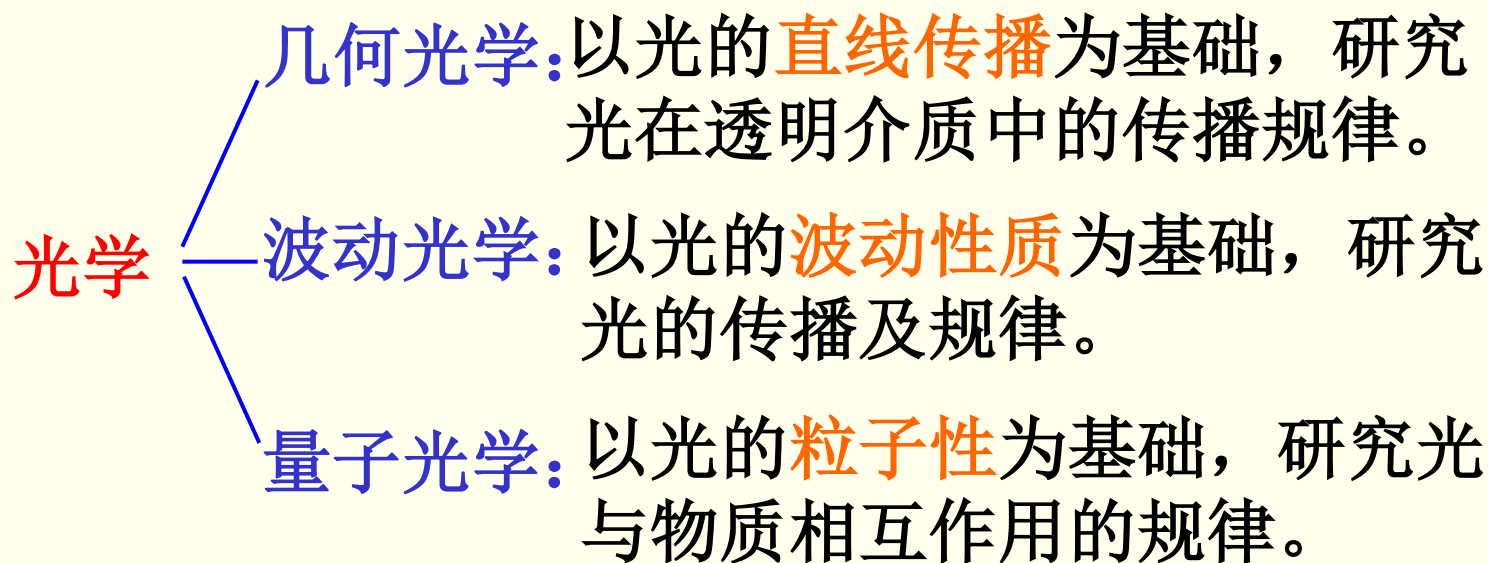 几何光学：以光的直线传播为基础，研究
光在透明介质中的传播规律。
光学
波动光学：以光的波动性质为基础，研究
光的传播及规律。
量子光学：以光的粒子性为基础，研究光
与物质相互作用的规律。